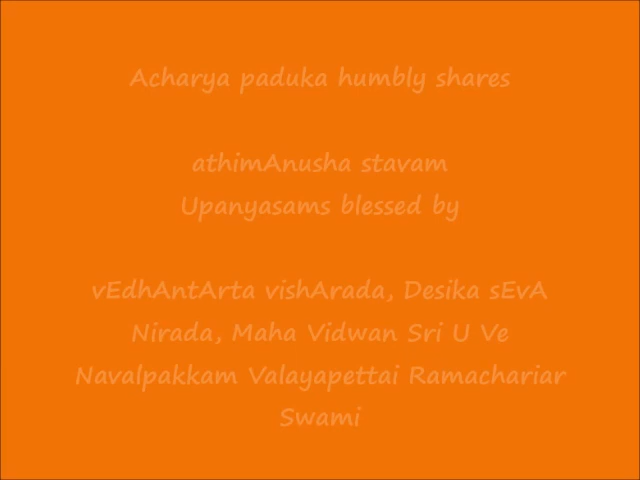 Acharya paduka humbly shares
athimAnusha stavam
Upanyasams blessed by
vEdhAntArta vishArada, Desika sEvA
Nirada, Maha Vidwan Sri U Ve
Navalpakkam Valayapettai Ramachariar
Swami